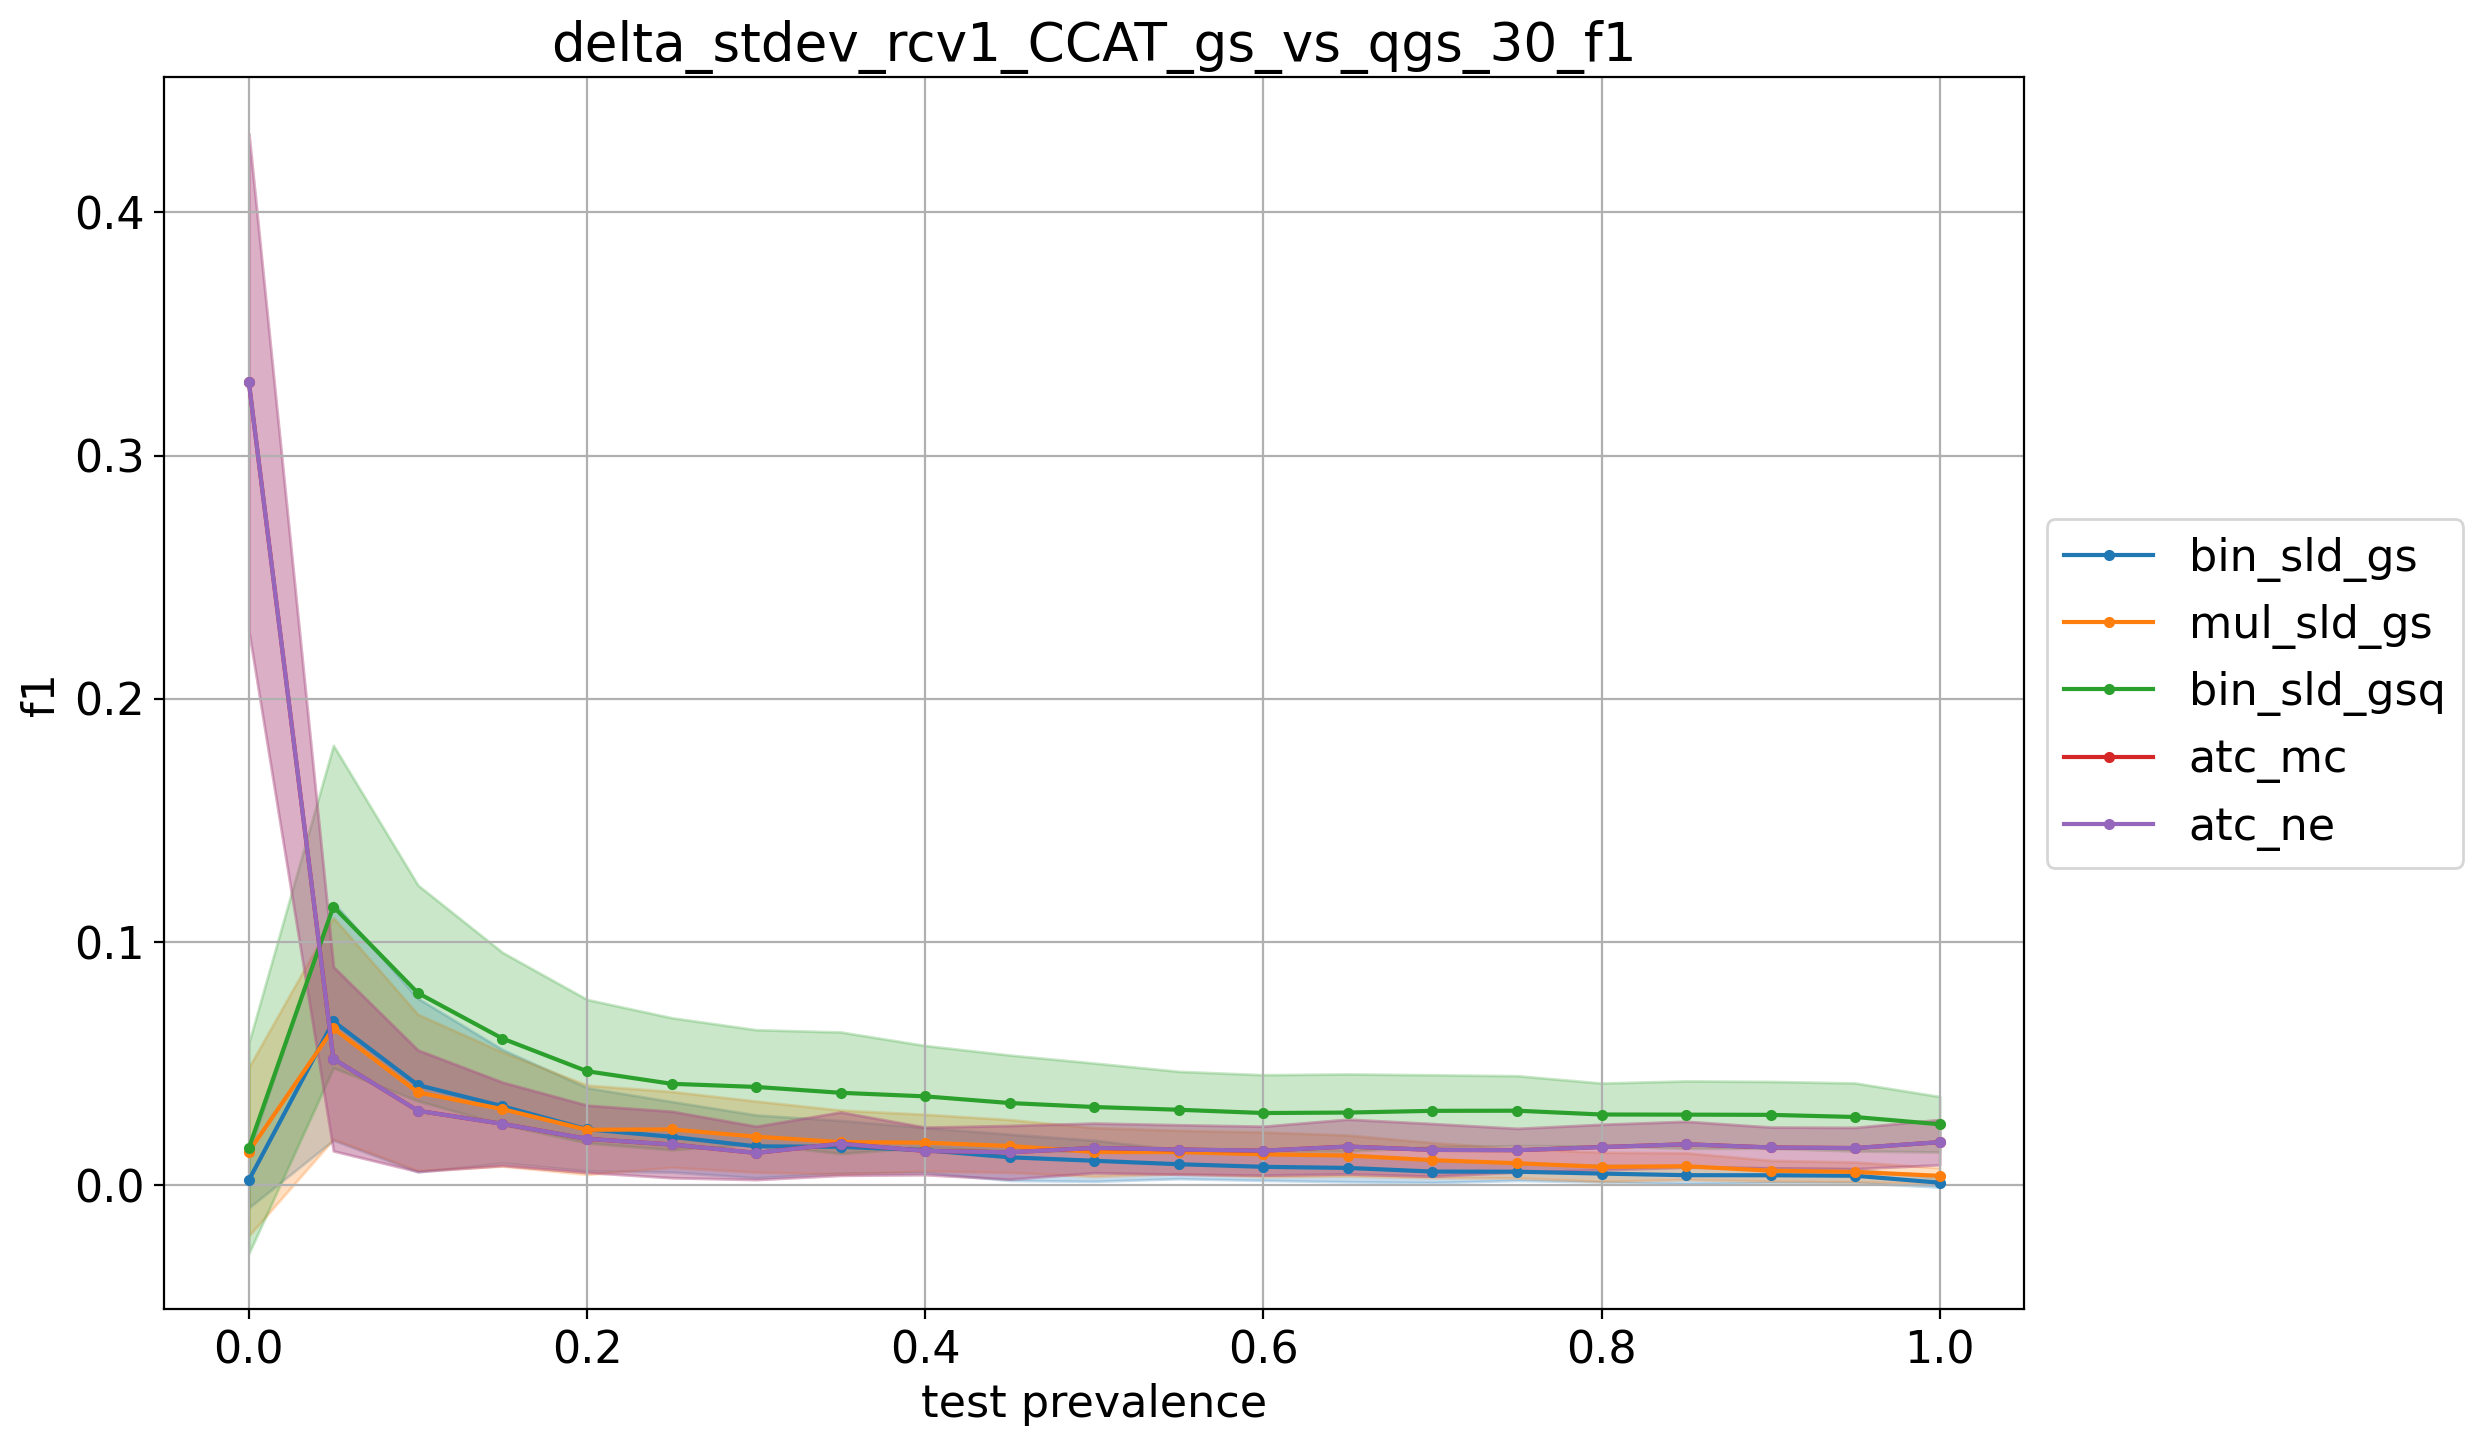 delta_stdev_rcv1_CCAT_gs_vs_qgs_30_f1
0.4
0.3
0.2
0.1
0.0
f1
0.0 0.2 0.4 0.6 0.8 1.0
test prevalence
bin_sld_gs
mul_sld_gs
bin_sld_gsq
atc_mc
atc_ne